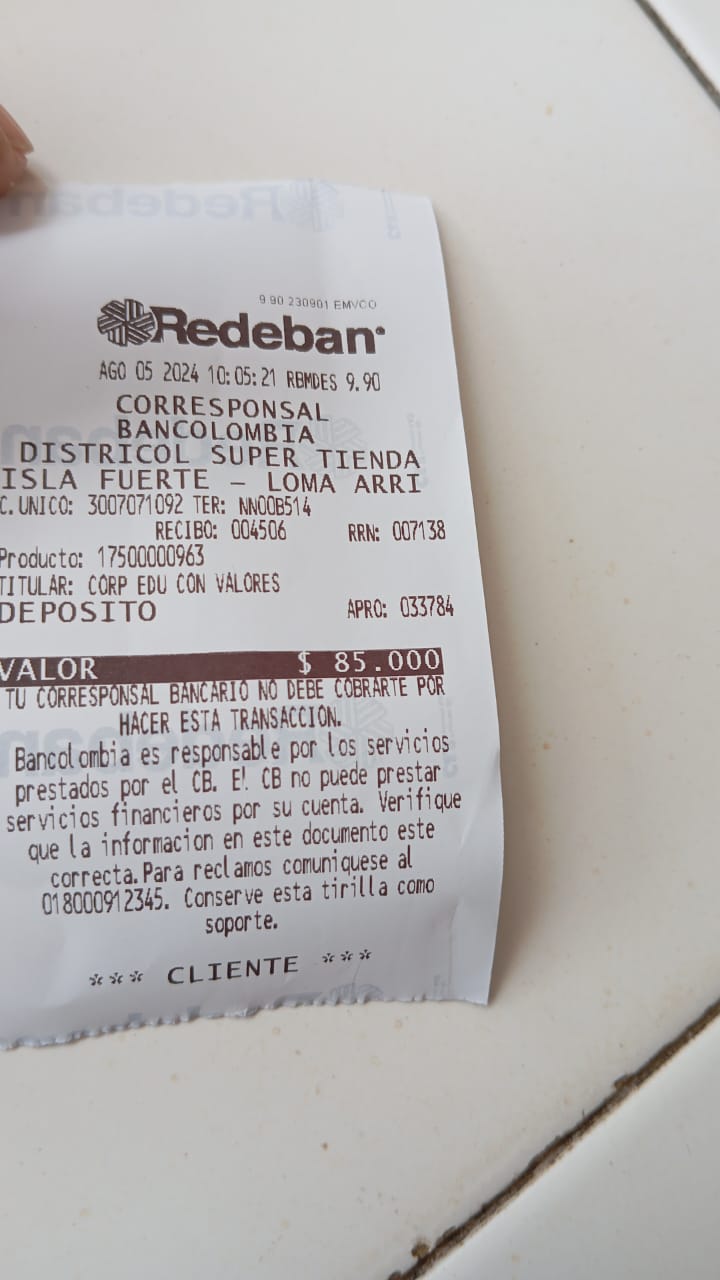 9.90 230901 EMVCO
Redeban
AGO 05 2024 10:05:21 RBMDES 9.90
CORRESPONSAL
BANCOLOMBIA
DISTRICOL SUPER TIENDA
ISLA FUERTE - LOMA ARRI
C.UNICO: 3007071092 TER: NN00B514
RECIBO: 004506 RRN: 007138
Producto: 17500000963
TITULAR: CORP EDU CON VALORES
DEPOSITO APRO: 033784
VALOR $ 85.000
TU CORRESPONSAL BANCARIO NO DEBE COBRARTE POR
HACER ESTA TRANSACCION.
Bancolombia es responsable por los servicios
prestados por el CB. E! CB no puede prestar
servicios financieros por su cuenta. Verifique
que la informacion en este documento este
correcta.Para reclamos comuniquese al
018000912345. Conserve esta tirilla como
soporte.
*** CLIENTE ***